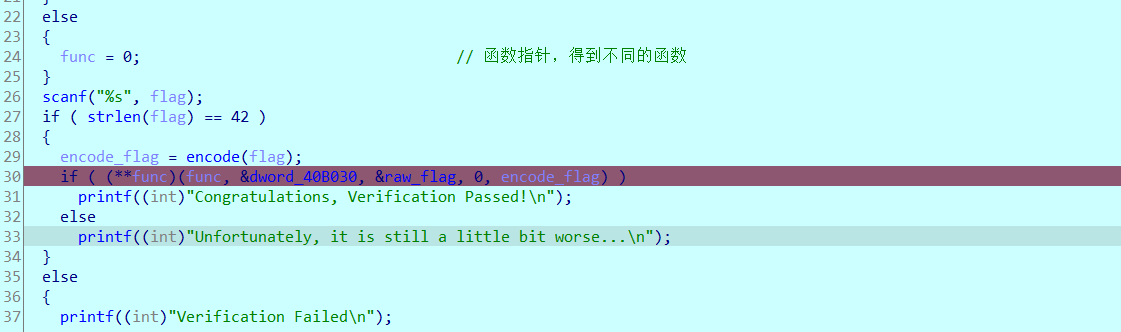 22 else
23 {
24 func = 0; // 函数指针，得到不同的函数
25 }
26 scanf("%s", flag);
27 if ( strlen(flag) == 42 )
28 {
29 encode_flag = encode(flag);
30 if ( (**func)(func, &dword_40B030, &raw_flag, 0, encode_flag) )
31 printf((int)"Congratulations, Verification Passed!\n");
32 else
33 printf((int)"Unfortunately, it is still a little bit worse...\n");
34 }
35 else
36 {
37 printf((int)"Verification Failed\n");